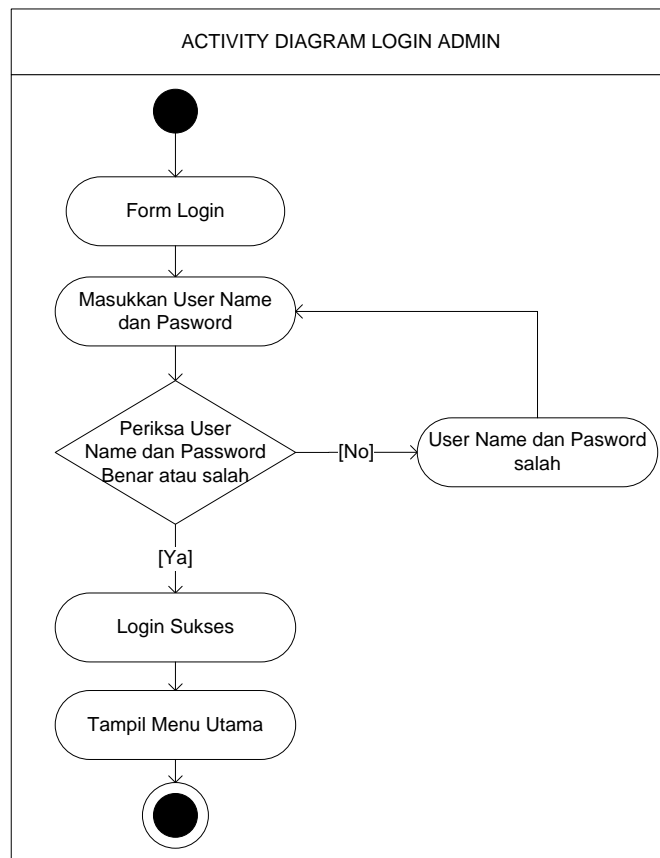 ACTIVITY DIAGRAM LOGIN ADMIN
Form Login
Masukkan User Name
dan Pasword
Periksa User
Name dan Password
Benar atau salah
[No]
User Name dan Pasword
salah
[Ya]
Login Sukses
Tampil Menu Utama